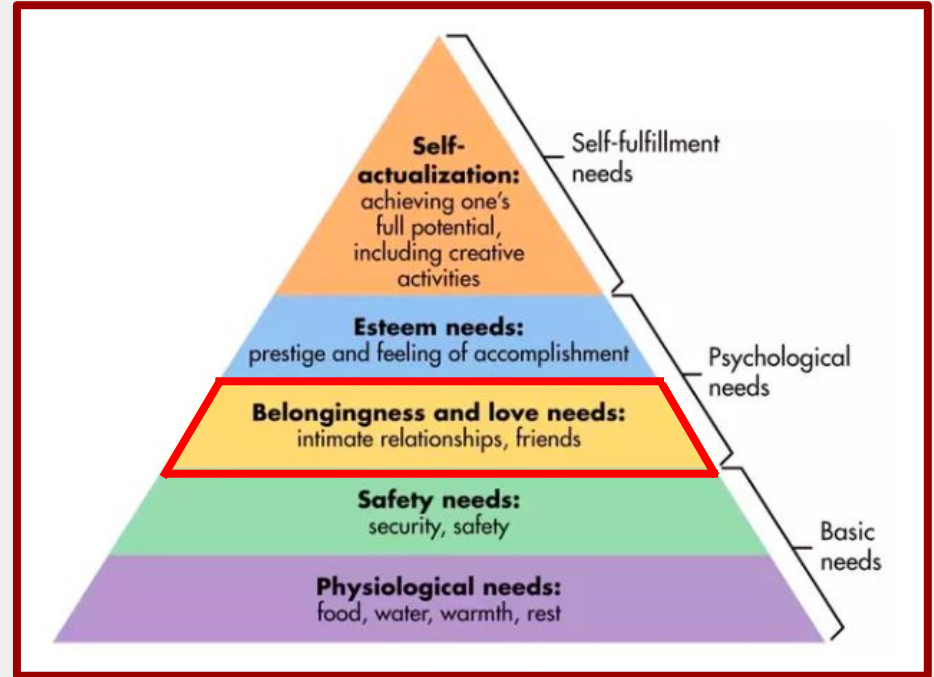 Self-
actualization:
achieving one's
full potential,
including creative
activities
Self-fulfillment
needs
Esteem needs:
prestige and feeling of accomplishment
Psychological
needs
Belongingness and love needs:
intimate relationships, friends
Safety needs:
security, safety
Basic
needs
Physiological needs:
food, water, warmth, rest